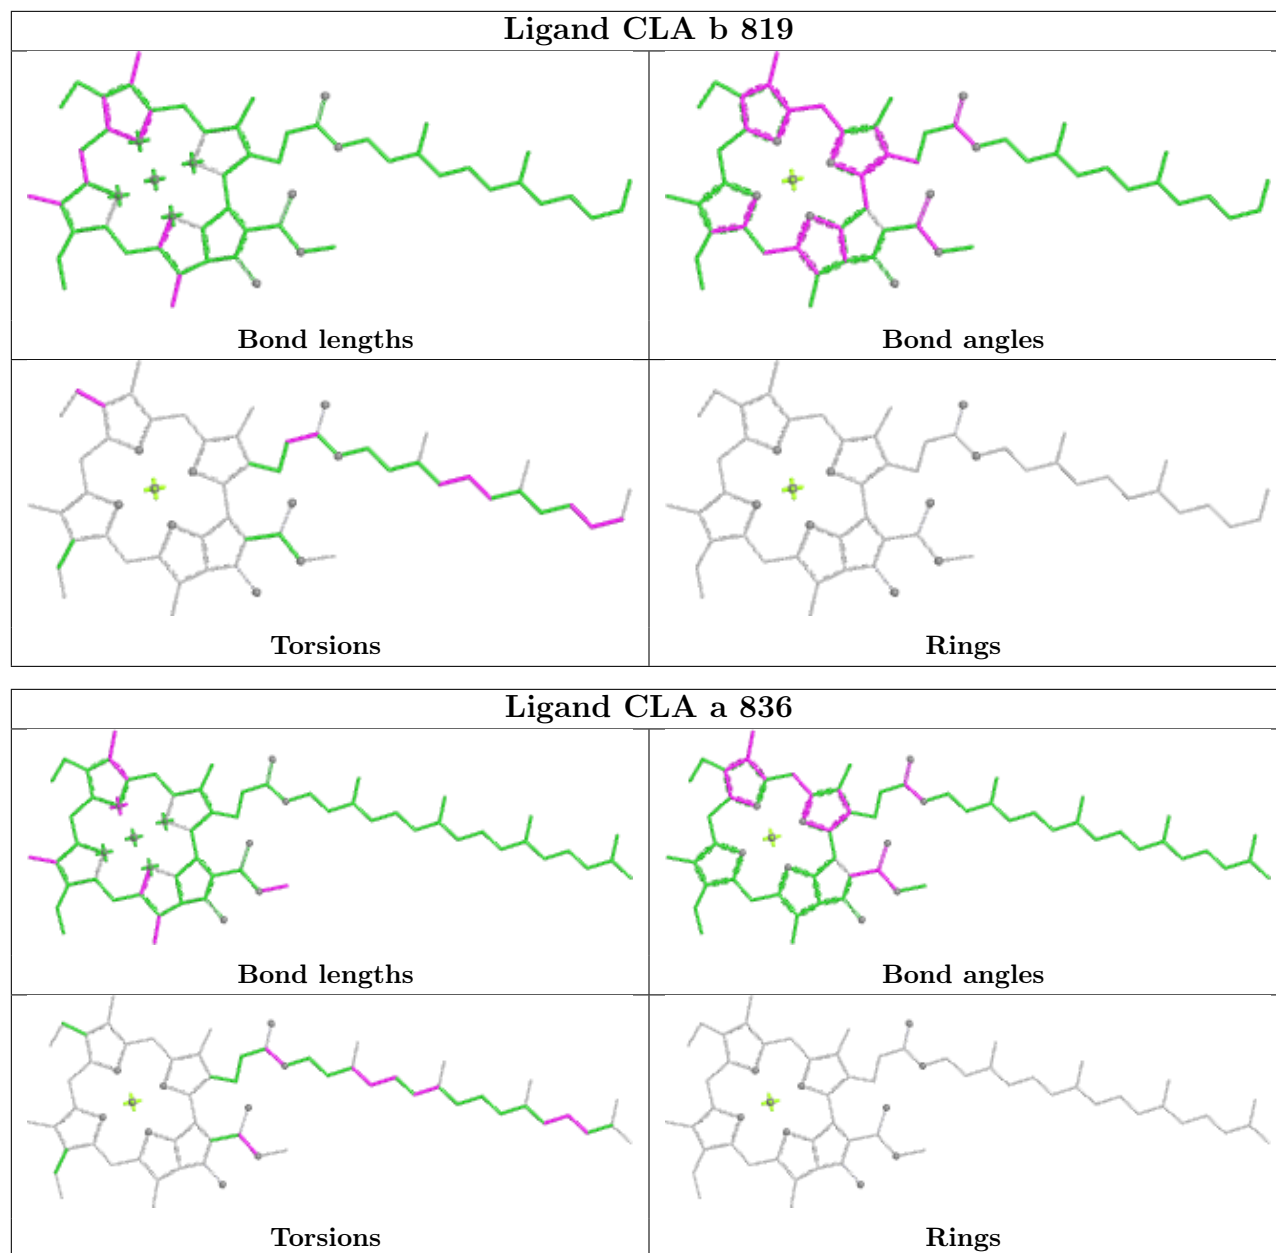 Ligand CLA b 819
Bond lengths
Bond angles
Torsions
Rings
Ligand CLA a 836
Bond lengths
Bond angles
Torsions
Rings